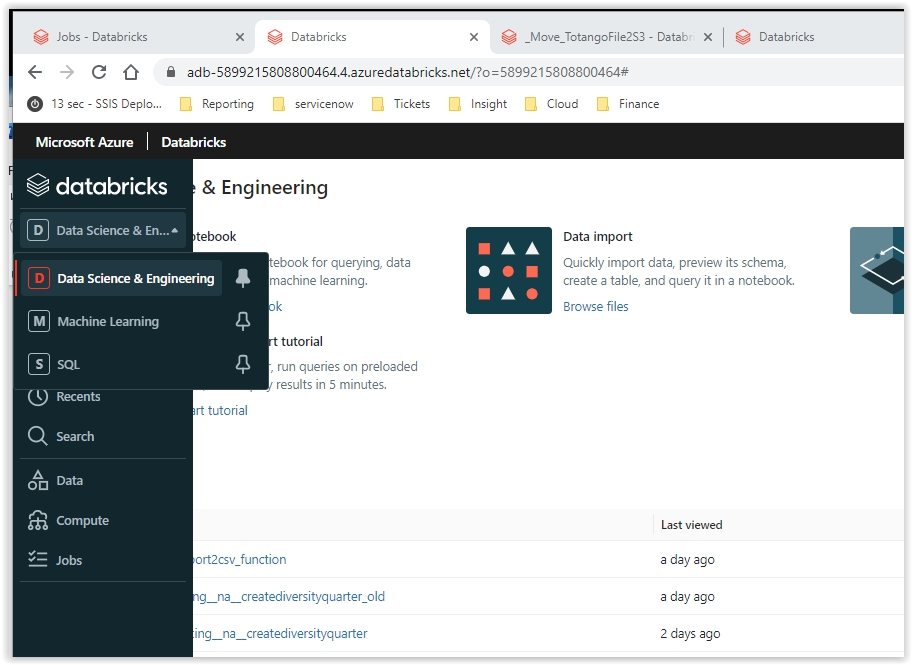 Jobs - Databricks
Databricks
_Move_TotangoFile2S3 - Databr
Databricks
adb-5899215808800464.4.azuredatabricks.net/?o=5899215808800464#
13 sec - SSIS Deplo...
Reporting
servicenow
Tickets
Insight
Cloud
Finance
Microsoft Azure
Databricks
databricks
& Engineering
D Data Science & En...
otebook
Data import
D Data Science & Engineering
tebook for querying, data
machine learning.
ok
Quickly import data, preview its schema,
create a table, and query it in a notebook.
Browse files
M Machine Learning
S SQL
rt tutorial
r, run queries on preloaded
y results in 5 minutes.
art tutorial
Recents
Search
Data
Compute
Jobs
Last viewed
port2csv_function
a day ago
ng__na__creatediversityquarter_old
a day ago
ting__na__creatediversityquarter
2 days ago